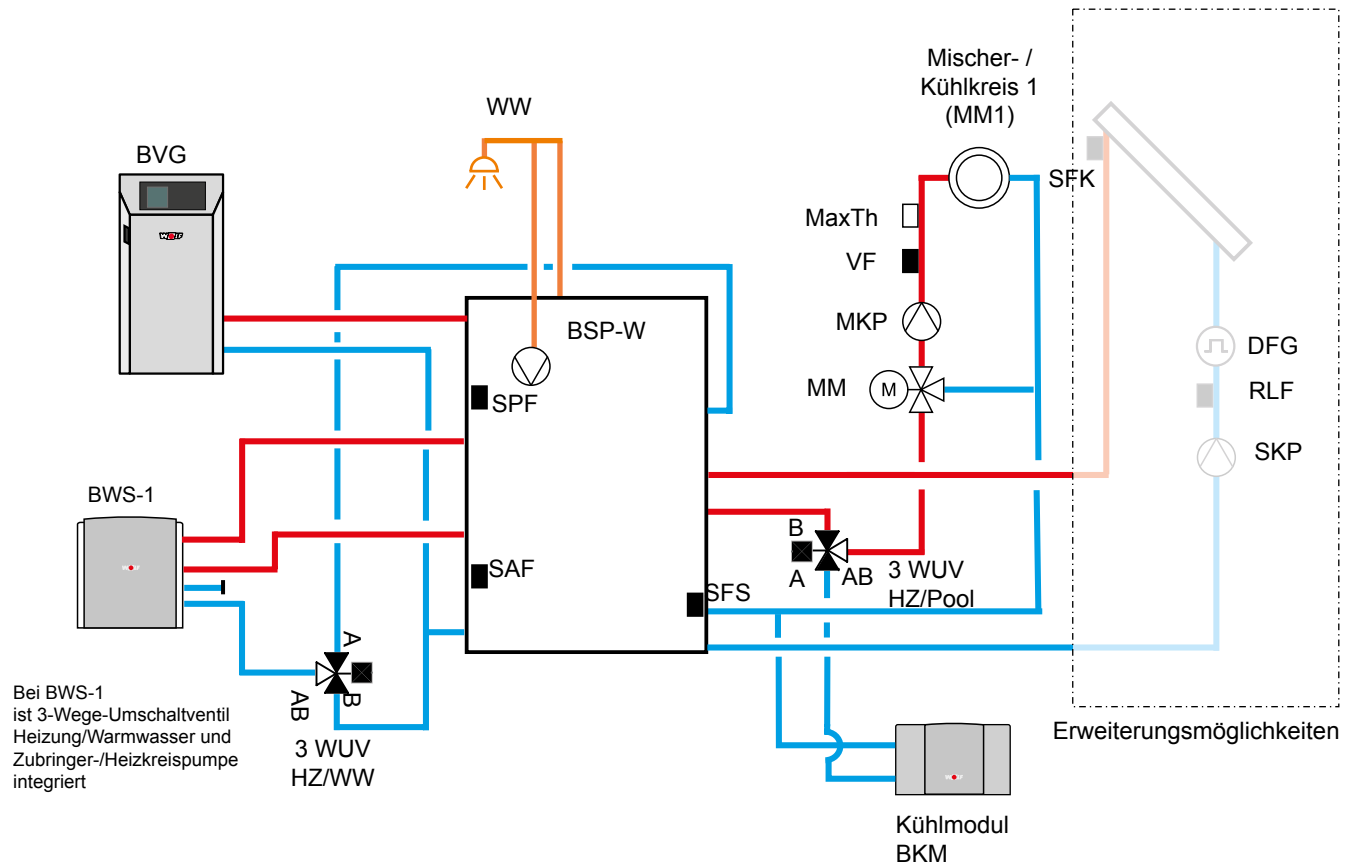 Mischer- /
Kühlkreis 1
(MM1)
WW
BVG
WOLF
SFK
MaxTh
VF
BSP-W
MKP
DFG
MM
M
RLF
SPF
SKP
BWS-1
B
A
AB
3 WUV
HZ/Pool
SAF
SFS
A
B
AB
3 WUV
HZ/WW
Bei BWS-1
ist 3-Wege-Umschaltventil
Heizung/Warmwasser und
Zubringer-/Heizkreispumpe
integriert
Erweiterungsmöglichkeiten
Kühlmodul
BKM